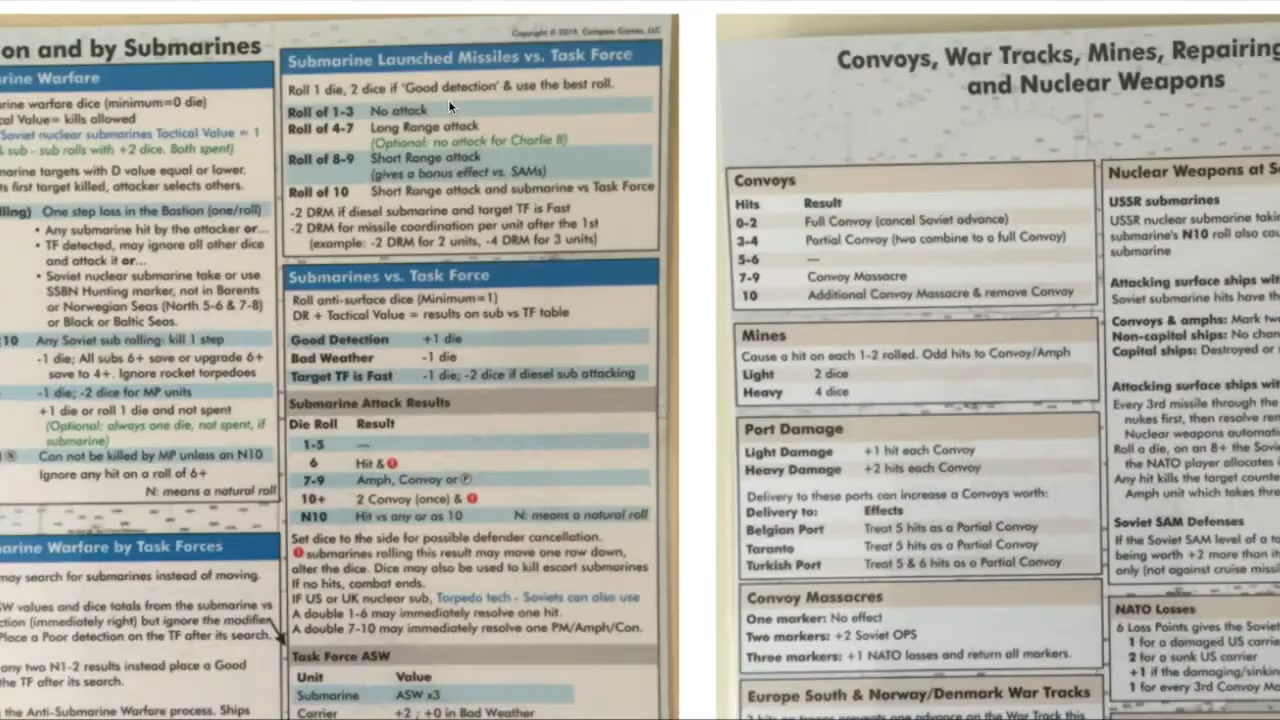 on and by Submarines
rine Warfare
rine warfare dice (minimum=0 die)
cal Value= kills allowed
Soviet nuclear submarines Tactical Value = 1
& sub - sub rolls with +2 dice. Both spent)
marine targets with D value equal or lower.
ts first target killed, attacker selects others.
lling) One step loss in the Bastion (one/roll)
• Any submarine hit by the attacker or...
• TF detected, may ignore all other dice
and attack it or...
• Soviet nuclear submarine take or use
SSBN Hunting marker, not in Barents
or Norwegian Seas (North 5-6 & 7-8)
or Black or Baltic Seas.
10 Any Soviet sub rolling: kill 1 step
-1 die; All subs 6+ save or upgrade 6+
save to 4+. Ignore rocket torpedoes
-1 die; -2 dice for MP units
+1 die or roll 1 die and not spent
(Optional: always one die, not spent, if
submarine)
Can not be killed by MP unless an N10
Ignore any hit on a roll of 6+
N: means a natural roll
arine Warfare by Task Forces
may search for submarines instead of moving.
SW values and dice totals from the submarine vs
ction (immediately right) but ignore the modifiers
Place a Poor detection on the TF after its search.
any two N1-2 results instead place a Good
the TF after its search.
the Anti-Submarine Warfare process. Ships
Copyright © 2019, Compass Games, LLC
Submarine Launched Missiles vs. Task Force
Roll 1 die, 2 dice if 'Good detection' & use the best roll.
Roll of 1-3 No attack
Roll of 4-7 Long Range attack
(Optional: no attack for Charlie II)
Roll of 8-9 Short Range attack
(gives a bonus effect vs. SAMs)
Roll of 10 Short Range attack and submarine vs Task Force
-2 DRM if diesel submarine and target TF is Fast
-2 DRM for missile coordination per unit after the 1st
(example: -2 DRM for 2 units, -4 DRM for 3 units)
Submarines vs. Task Force
Roll anti-surface dice (Minimum=1)
DR + Tactical Value = results on sub vs TF table
Good Detection +1 die
Bad Weather -1 die
Target TF is Fast -1 die; -2 dice if diesel sub attacking
Submarine Attack Results
Die Roll Result
1-5 —
6 Hit &
7-9 Amph, Convoy or Ⓟ
10+ 2 Convoy (once) &
N10 Hit vs any or as 10 N: means a natural roll
Set dice to the side for possible defender cancellation.
submarines rolling this result may move one row down,
alter the dice. Dice may also be used to kill escort submarines
If no hits, combat ends.
IF US or UK nuclear sub, Torpedo tech - Soviets can also use
A double 1-6 may immediately resolve one hit.
A double 7-10 may immediately resolve one PM/Amph/Con.
Task Force ASW
Unit Value
Submarine ASW x3
Carrier +2 ; +0 in Bad Weather
Convoys, War Tracks, Mines, Repairing
and Nuclear Weapons
Convoys
Hits Result
0-2 Full Convoy (cancel Soviet advance)
3-4 Partial Convoy (two combine to a full Convoy)
5-6 —
7-9 Convoy Massacre
10 Additional Convoy Massacre & remove Convoy
Mines
Cause a hit on each 1-2 rolled. Odd hits to Convoy/Amph
Light 2 dice
Heavy 4 dice
Port Damage
Light Damage +1 hit each Convoy
Heavy Damage +2 hits each Convoy
Delivery to these ports can increase a Convoys worth:
Delivery to: Effects
Belgian Port Treat 5 hits as a Partial Convoy
Taranto Treat 5 hits as a Partial Convoy
Turkish Port Treat 5 & 6 hits as a Partial Convoy
Convoy Massacres
One marker: No effect
Two markers: +2 Soviet OPS
Three markers: +1 NATO losses and return all markers.
Europe South & Norway/Denmark War Tracks
Nuclear Weapons at S
USSR submarines
USSR nuclear submarine taki
submarine's N10 roll also cau
submarine
Attacking surface ships wit
Soviet submarine hits have th
Convoys & amphs: Mark tw
Non-capital ships: No chan
Capital ships: Destroyed or
Attacking surface ships wit
Every 3rd missile through the
nukes first, then resolve rem
Nuclear weapons automati
Roll a die, on an 8+ the Sovie
the NATO player allocates
Any hit kills the target counte
Amph unit which takes thre
Soviet SAM Defenses
If the Soviet SAM level of a ta
being worth +2 more than it
only (not against cruise missil
NATO Losses
6 Loss Points gives the Soviet
1 for a damaged US carrie
2 for a sunk US carrier
+1 if the damaging/sinkin
1 for every 3rd Convoy Ma